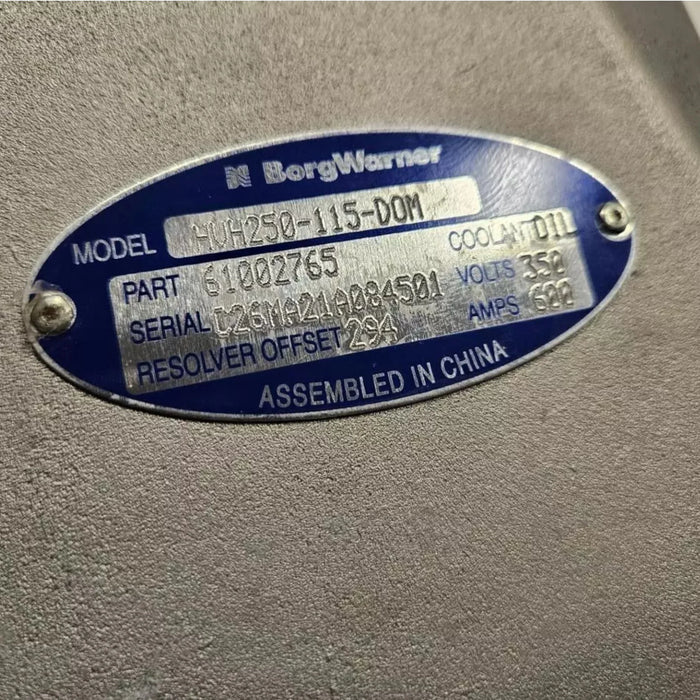 BorgWarner
MODEL HVH250-115-DOM
COOLANT OIL
PART 61002765
VOLTS 350
SERIAL C26MA21A084501
AMPS 600
RESOLVER OFFSET 294
ASSEMBLED IN CHINA